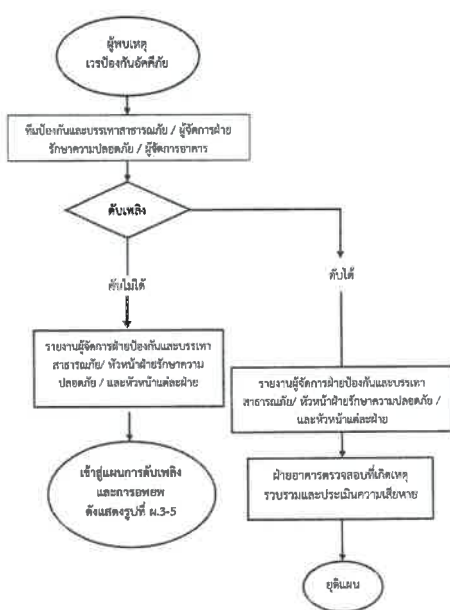 ผู้พบเหตุ
เวรป้องกันอัคคีภัย
ทีมป้องกันและบรรเทาสาธารณภัย / ผู้จัดการฝ่าย
รักษาความปลอดภัย / ผู้จัดการอาคาร
ดับเพลิง
ดับไม่ได้
ดับได้
รายงานผู้จัดการฝ่ายป้องกันและบรรเทา
สาธารณภัย/ หัวหน้าฝ่ายรักษาความ
ปลอดภัย / และหัวหน้าแต่ละฝ่าย
รายงานผู้จัดการฝ่ายป้องกันและบรรเทา
สาธารณภัย/ หัวหน้าฝ่ายรักษาความปลอดภัย /
และหัวหน้าแต่ละฝ่าย
เข้าสู่แผนการดับเพลิง
และการอพยพ
ดังแสดงรูปที่ ผ.3-5
ฝ่ายอาคารตรวจสอบที่เกิดเหตุ
รวบรวมและประเมินความเสียหาย
ยุติแผน